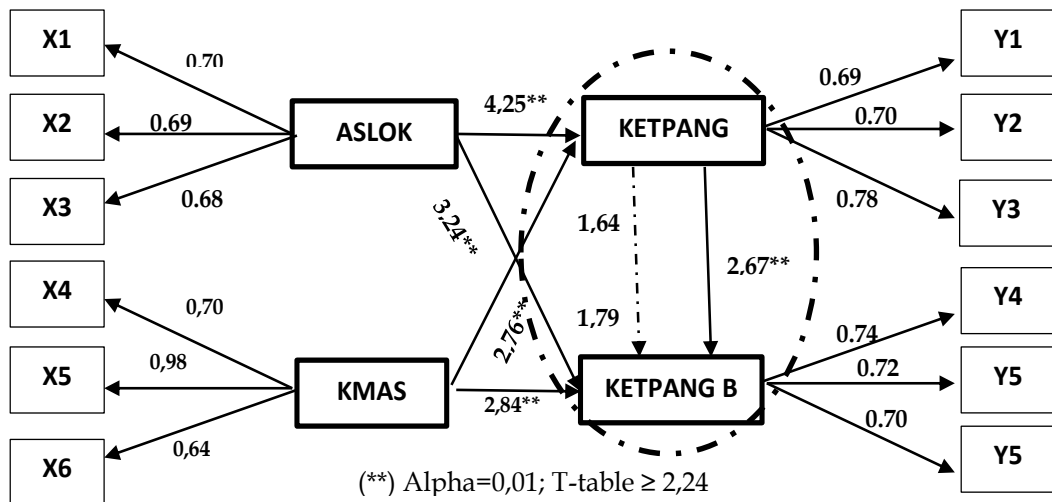 X1
0.70
X2
0.69
X3
0.68
ASLOK
4,25**
3,24**
KETPANG
0.69
Y1
0.70
Y2
0.78
Y3
1,64
1,79
2,67**
X4
0,70
X5
0,98
X6
0,64
KMAS
2,76**
2,84**
KETPANG B
0.74
Y4
0.72
Y5
0.70
Y5
(**) Alpha=0,01; T-table ≥ 2,24